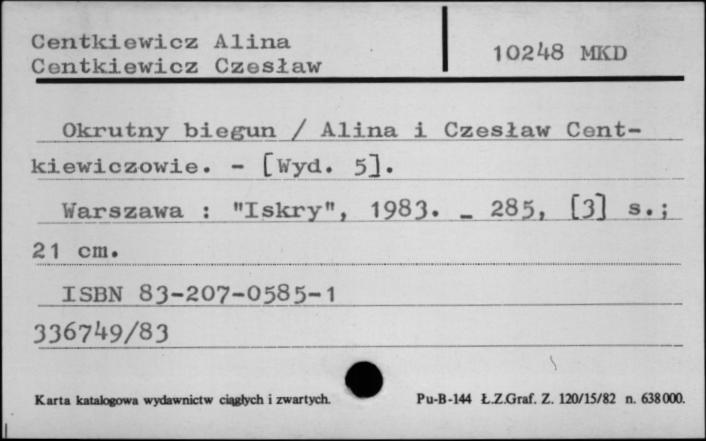 Centkiewicz Alina
Centkiewicz Czesław
10248 MKD
Okrutny biegun / Alina i Czesław Cent-
kiewiczowie. - [Wyd. 5].
Warszawa : "Iskry", 1983. - 285, [3] s.;
21 cm.
ISBN 83-207-0585-1
336749/83
Karta katalogowa wydawnictw ciągłych i zwartych.
Pu-B-144 Ł.Z.Graf. Z. 120/15/82 n. 638000.